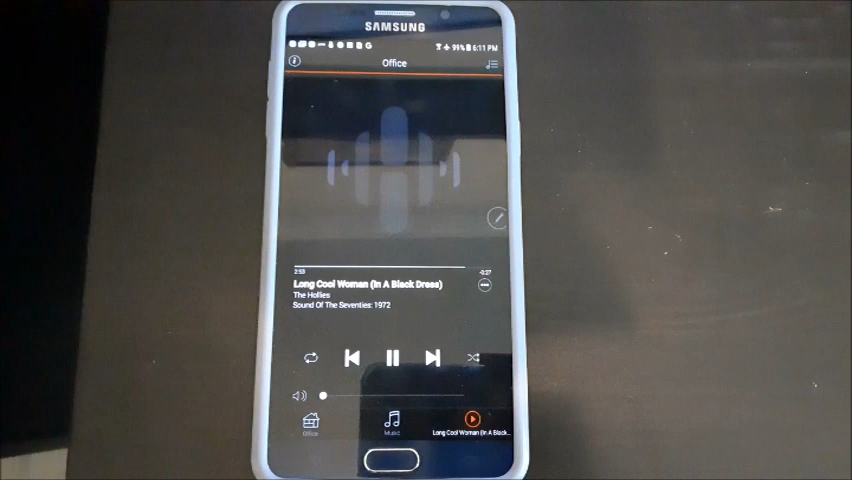 SAMSUNG
99% 6:11 PM
Office
2:53 -0:27
Long Cool Woman (In A Black Dress)
The Hollies
Sound Of The Seventies: 1972
Office Music Long Cool Woman (In A Black...